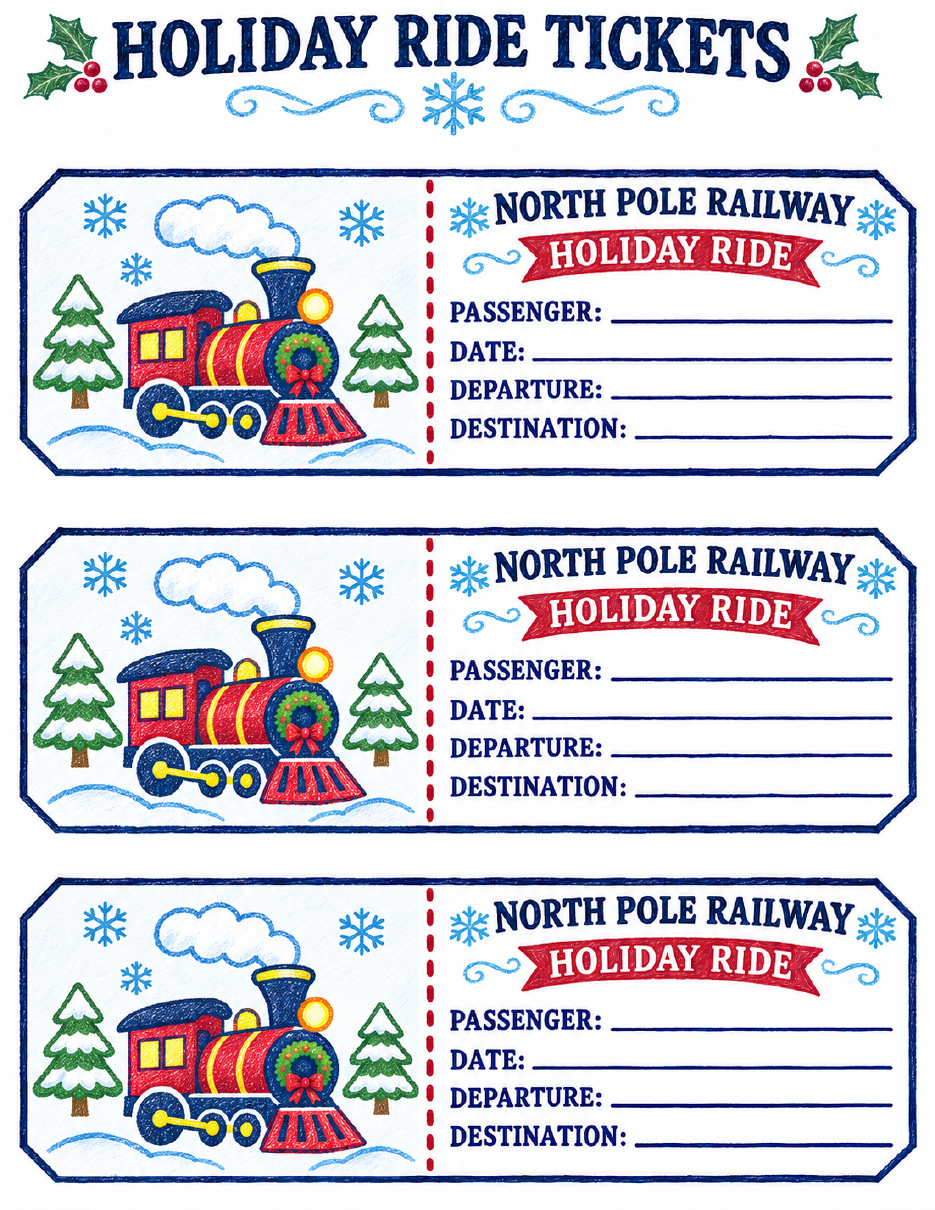 HOLIDAY RIDE TICKETS
NORTH POLE RAILWAY
HOLIDAY RIDE
PASSENGER:
DATE:
DEPARTURE:
DESTINATION:
NORTH POLE RAILWAY
HOLIDAY RIDE
PASSENGER:
DATE:
DEPARTURE:
DESTINATION:
NORTH POLE RAILWAY
HOLIDAY RIDE
PASSENGER:
DATE:
DEPARTURE:
DESTINATION: